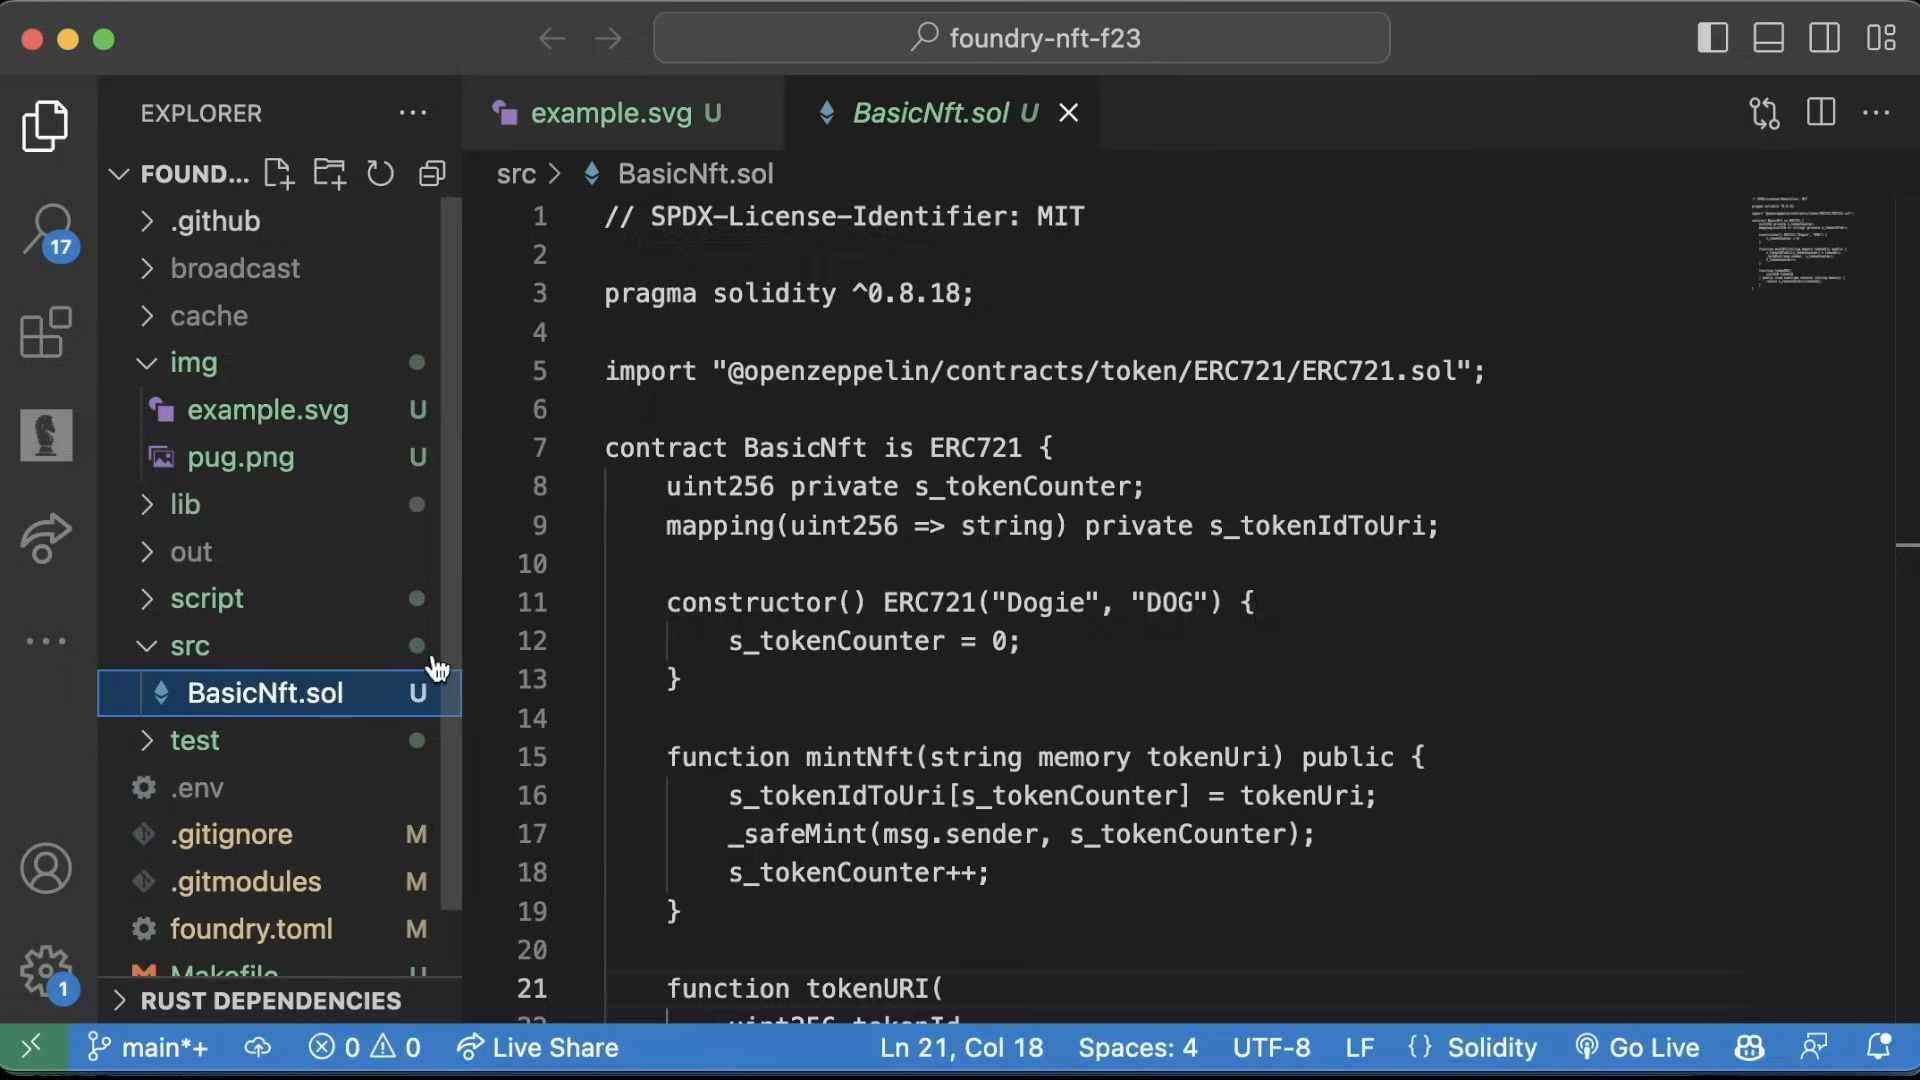 foundry-nft-f23
EXPLORER
example.svg U
BasicNft.sol U
FOUND...
src > BasicNft.sol
17
.github
broadcast
cache
img
example.svg U
pug.png U
lib
out
script
src
BasicNft.sol U
test
.env
.gitignore M
.gitmodules M
foundry.toml M
Makefile U
RUST DEPENDENCIES
1
1 // SPDX-License-Identifier: MIT
2
3 pragma solidity ^0.8.18;
4
5 import "@openzeppelin/contracts/token/ERC721/ERC721.sol";
6
7 contract BasicNft is ERC721 {
8 uint256 private s_tokenCounter;
9 mapping(uint256 => string) private s_tokenIdToUri;
10
11 constructor() ERC721("Dogie", "DOG") {
12 s_tokenCounter = 0;
13 }
14
15 function mintNft(string memory tokenUri) public {
16 s_tokenIdToUri[s_tokenCounter] = tokenUri;
17 _safeMint(msg.sender, s_tokenCounter);
18 s_tokenCounter++;
19 }
20
21 function tokenURI(
22 uint256 tokenId
main*+ 0 0 Live Share Ln 21, Col 18 Spaces: 4 UTF-8 LF {} Solidity Go Live